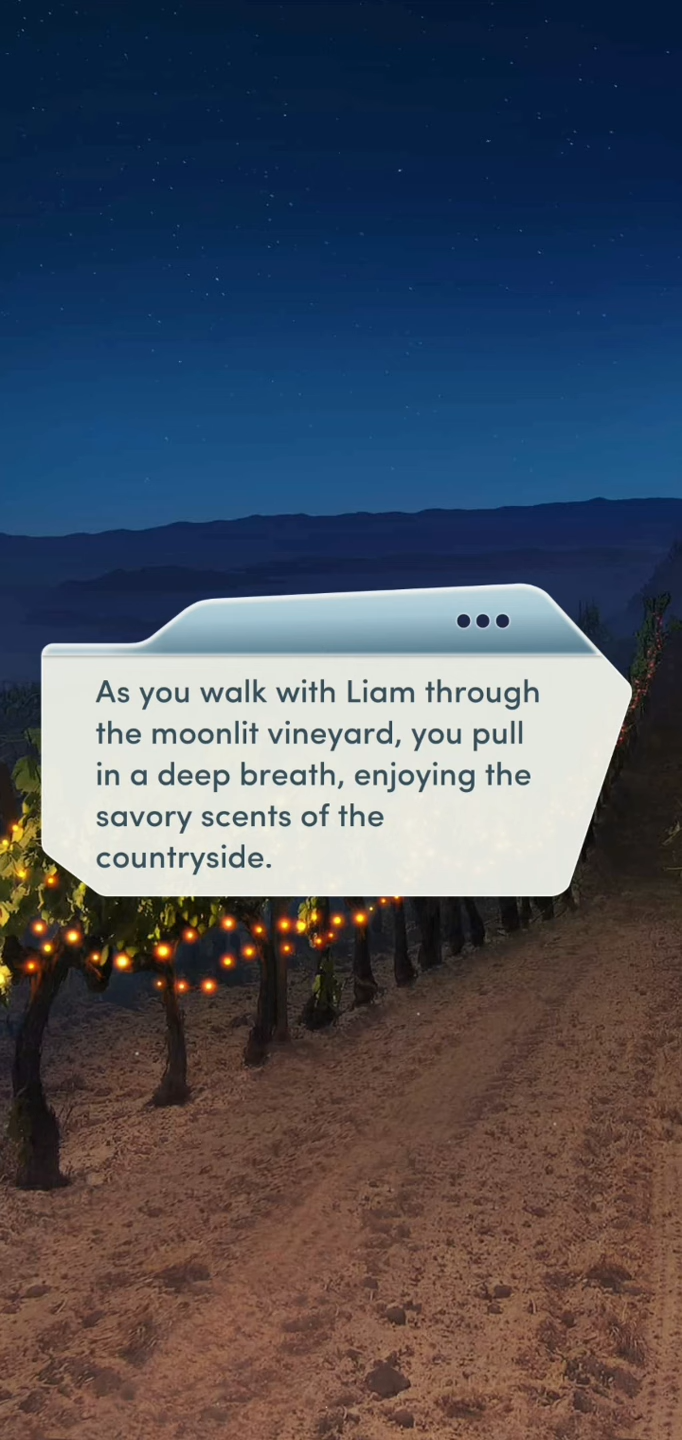 As you walk with Liam through
the moonlit vineyard, you pull
in a deep breath, enjoying the
savory scents of the
countryside.